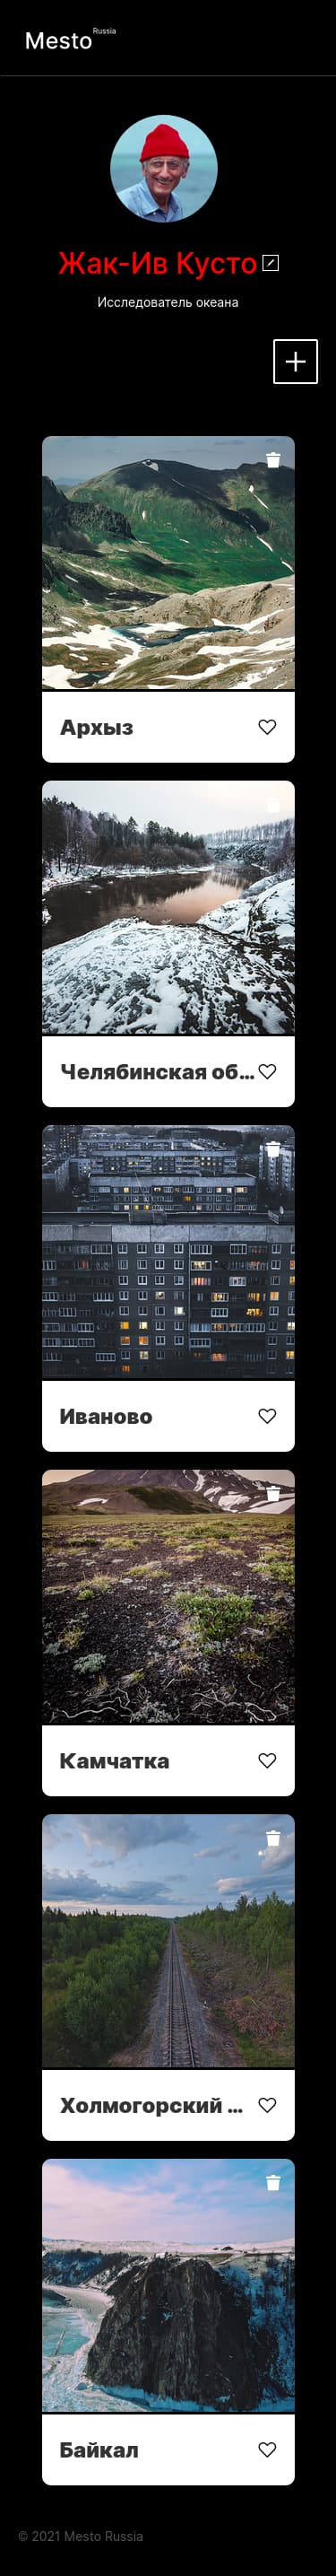 Mesto Russia
Жак-Ив Кусто
Исследователь океана
Архыз
Челябинская об...
Иваново
Камчатка
Холмогорский ...
Байкал
© 2021 Mesto Russia